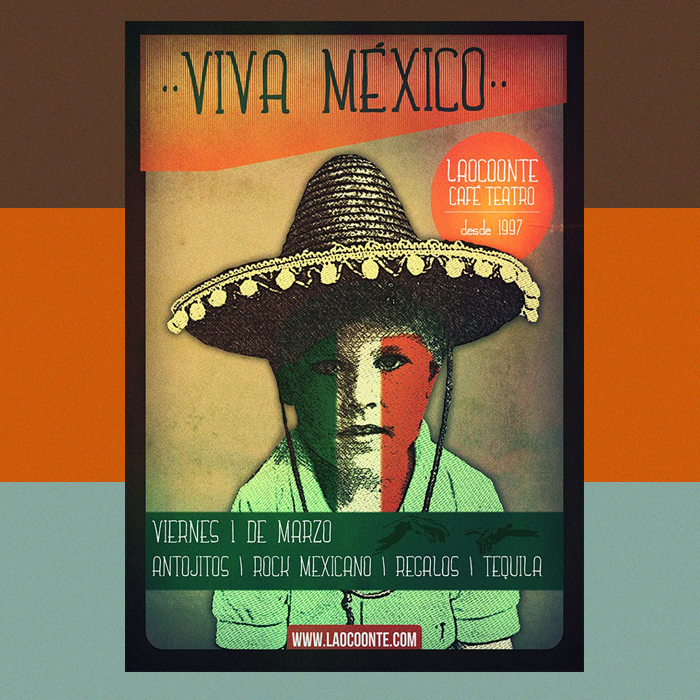 ··VIVA MÉXICO··
LAOCOONTE
CAFÉ TEATRO
desde 1997
VIERNES 1 DE MARZO
ANTOJITOS | ROCK MEXICANO | REGALOS | TEQUILA
WWW.LAOCOONTE.COM